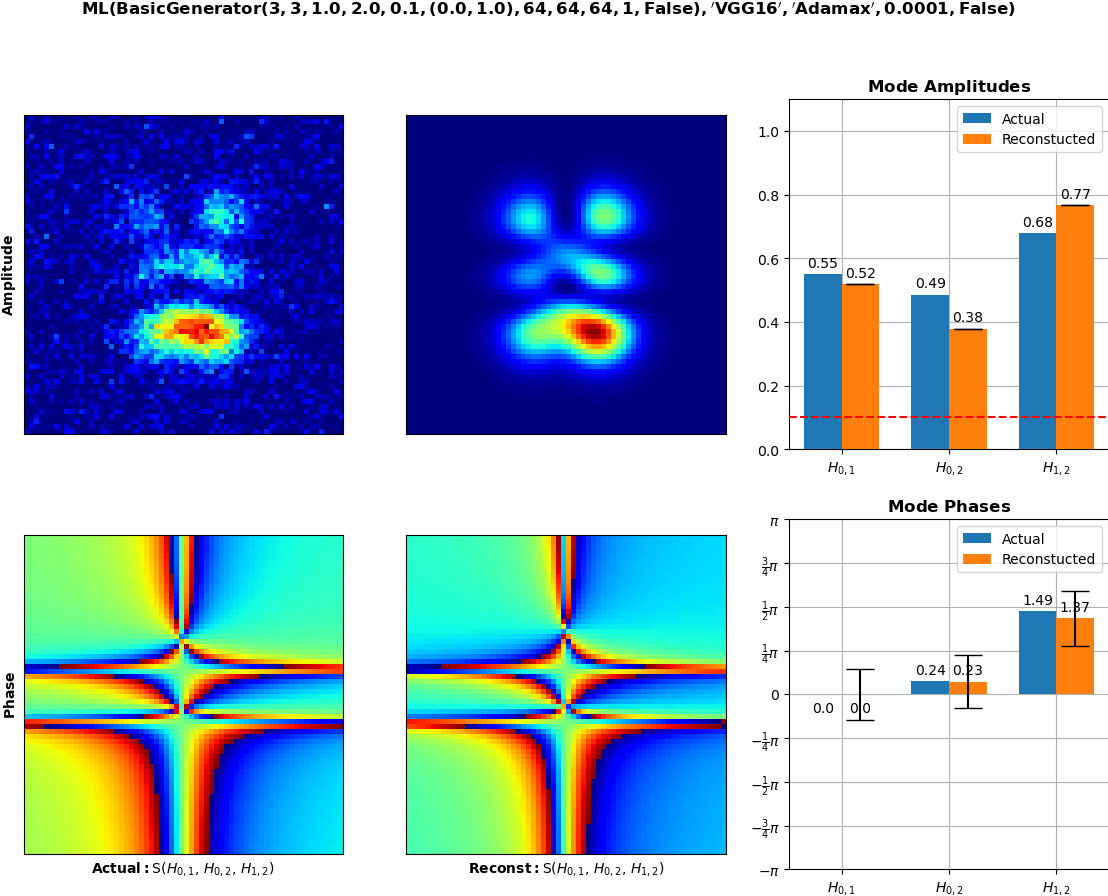 ML(BasicGenerator(3, 3, 1.0, 2.0, 0.1, (0.0, 1.0), 64, 64, 64, 1, False), ′VGG16′, ′Adamax′, 0.0001, False)
Mode Amplitudes
Actual
Reconstucted
1.0
0.8
0.6
0.4
0.2
0.0
0.55
0.52
0.49
0.38
0.68
0.77
H0, 1
H0, 2
H1, 2
Amplitude
Mode Phases
Actual
Reconstucted
π
3/4π
1/2π
1/4π
0
−1/4π
−1/2π
−3/4π
−π
0.0
0.0
0.24
0.23
1.49
1.37
H0, 1
H0, 2
H1, 2
Phase
Actual: S(H0, 1, H0, 2, H1, 2)
Reconst: S(H0, 1, H0, 2, H1, 2)